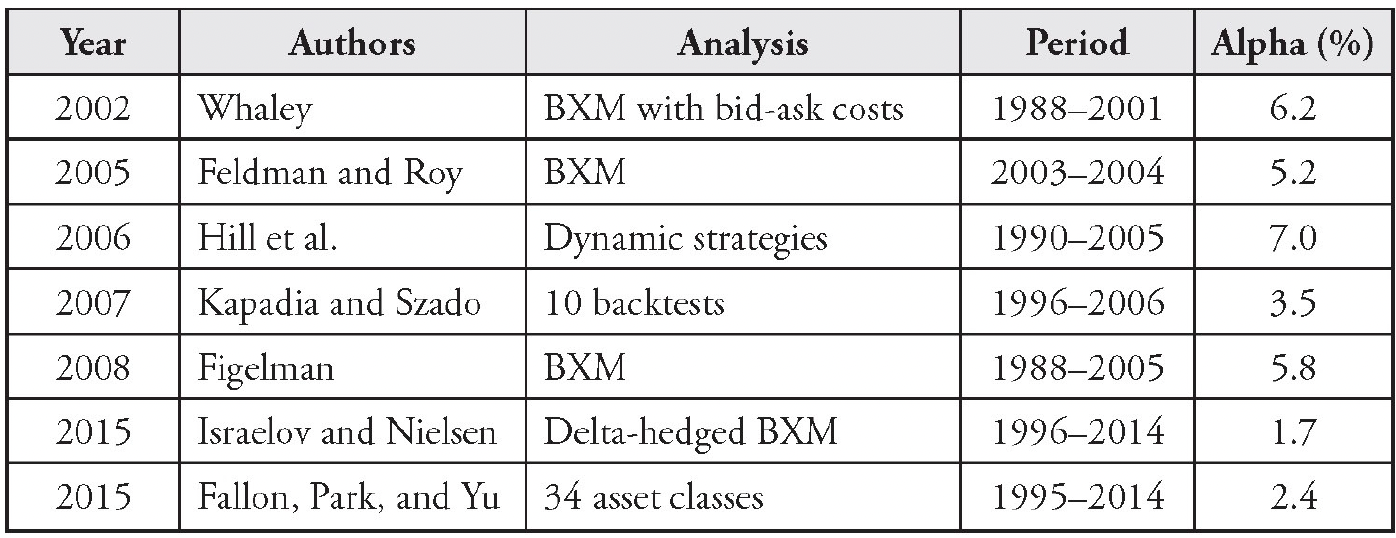 Year Authors Analysis Period Alpha (%)
2002 Whaley BXM with bid-ask costs 1988–2001 6.2
2005 Feldman and Roy BXM 2003–2004 5.2
2006 Hill et al. Dynamic strategies 1990–2005 7.0
2007 Kapadia and Szado 10 backtests 1996–2006 3.5
2008 Figelman BXM 1988–2005 5.8
2015 Israelov and Nielsen Delta-hedged BXM 1996–2014 1.7
2015 Fallon, Park, and Yu 34 asset classes 1995–2014 2.4